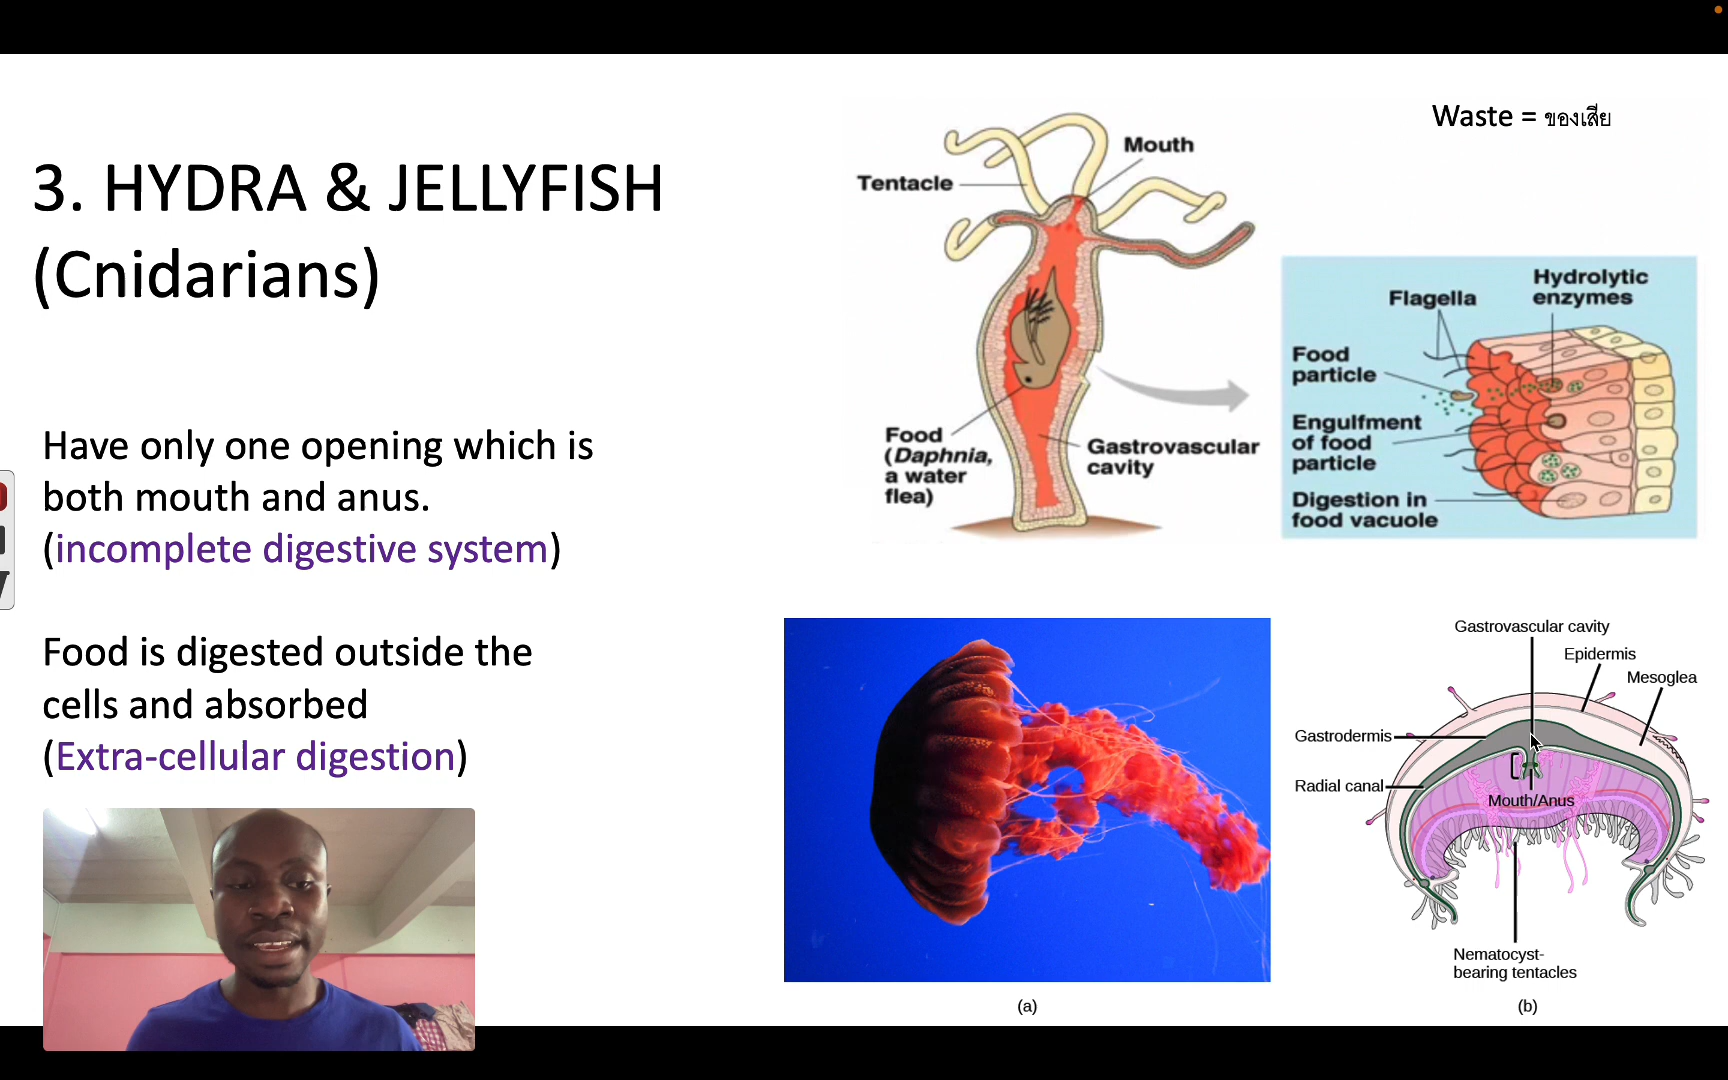 Waste = ของเสีย
3. HYDRA & JELLYFISH
(Cnidarians)
Have only one opening which is
both mouth and anus.
(incomplete digestive system)
Food is digested outside the
cells and absorbed
(Extra-cellular digestion)
Mouth
Tentacle
Food
(Daphnia,
a water
flea)
Gastrovascular
cavity
Hydrolytic
enzymes
Flagella
Food
particle
Engulfment
of food
particle
Digestion in
food vacuole
(a)
Gastrovascular cavity
Epidermis
Mesoglea
Gastrodermis
Radial canal
Mouth/Anus
Nematocyst-
bearing tentacles
(b)